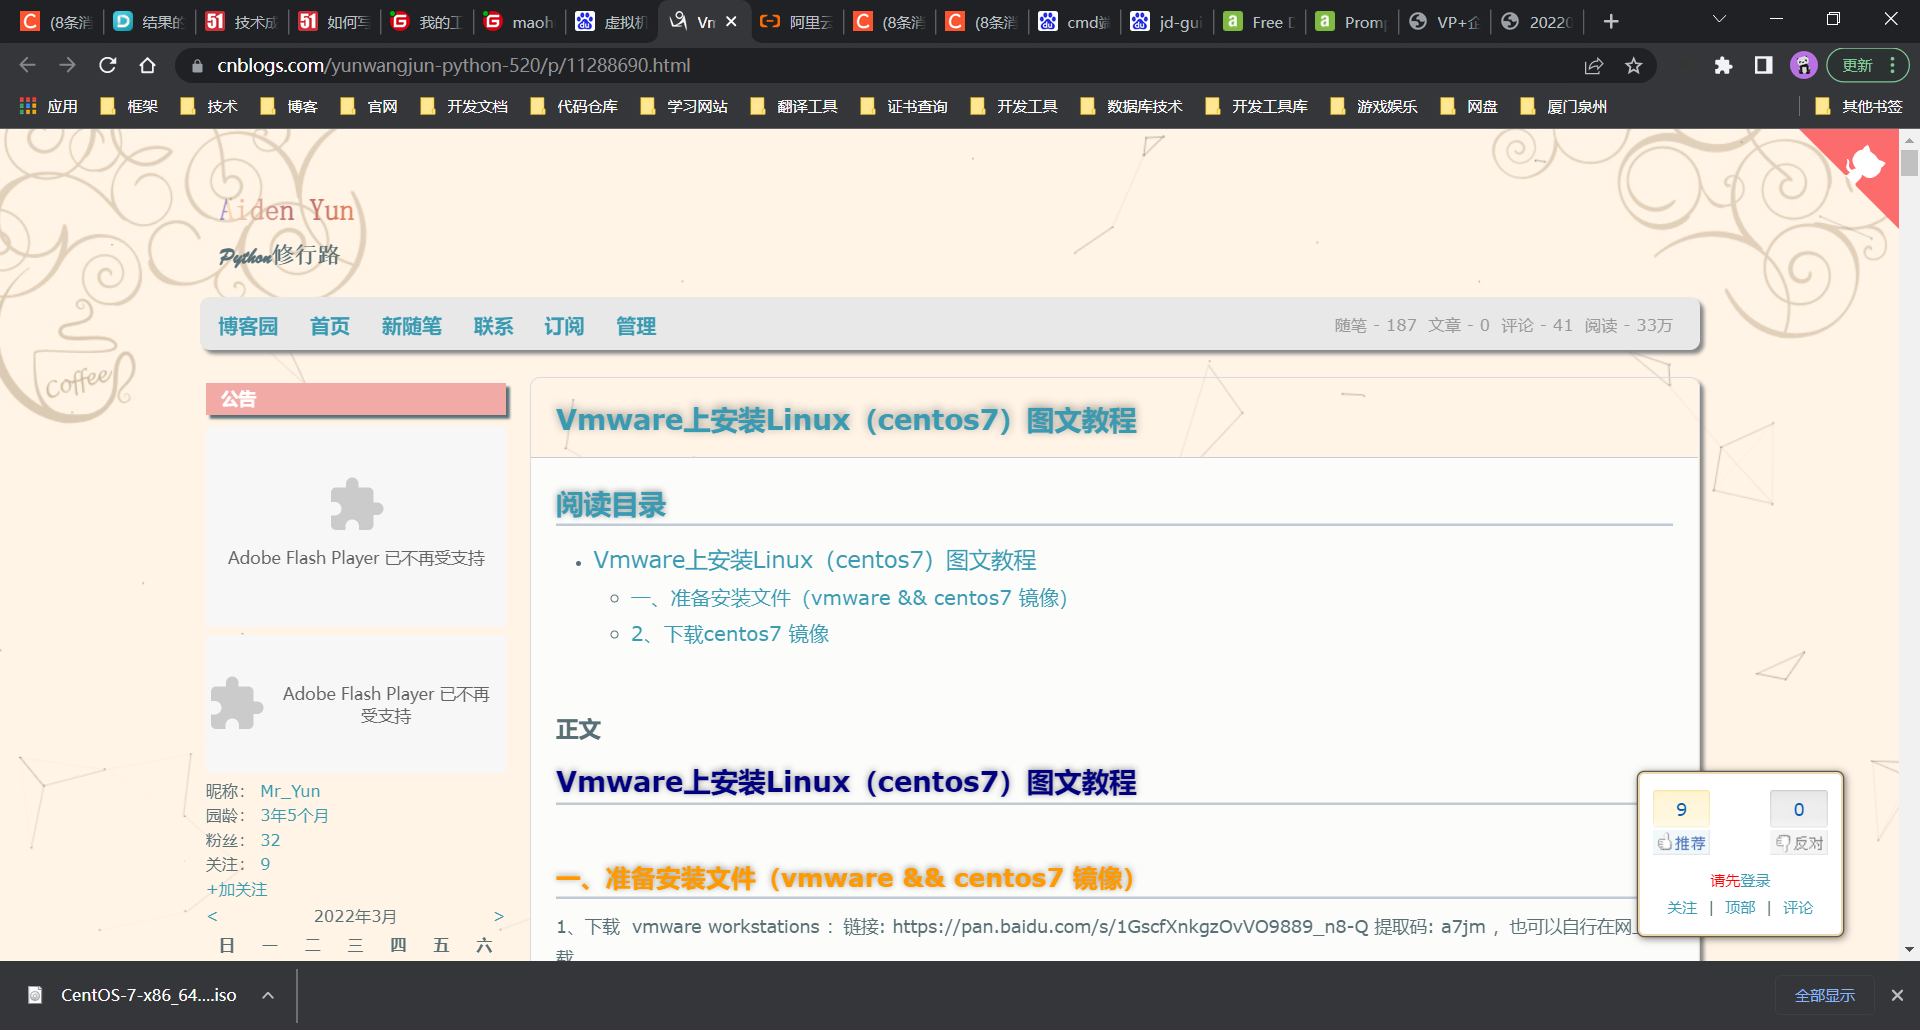 (8条消 结果的 技术成 如何写 我的工 maoh 虚拟机 Vn 阿里云 (8条消 (8条消 cmd端 jd-gui Free D Promp VP+企 20220
cnblogs.com/yunwangjun-python-520/p/11288690.html 更新
应用 框架 技术 博客 官网 开发文档 代码仓库 学习网站 翻译工具 证书查询 开发工具 数据库技术 开发工具库 游戏娱乐 网盘 厦门泉州 其他书签
Aiden Yun
Python修行路
coffee
博客园 首页 新随笔 联系 订阅 管理 随笔 - 187 文章 - 0 评论 - 41 阅读 - 33万
公告
Adobe Flash Player 已不再受支持
Adobe Flash Player 已不再
受支持
昵称： Mr_Yun
园龄： 3年5个月
粉丝： 32
关注： 9
+加关注
< 2022年3月 >
日 一 二 三 四 五 六
Vmware上安装Linux（centos7）图文教程
阅读目录
Vmware上安装Linux（centos7）图文教程
一、准备安装文件（vmware && centos7 镜像）
2、下载centos7 镜像
正文
Vmware上安装Linux（centos7）图文教程
一、准备安装文件（vmware && centos7 镜像）
1、下载 vmware workstations ：链接: https://pan.baidu.com/s/1GscfXnkgzOvVO9889_n8-Q 提取码: a7jm ，也可以自行在网上
载
9 0
推荐 反对
请先登录
关注 | 顶部 | 评论
CentOS-7-x86_64....iso 全部显示